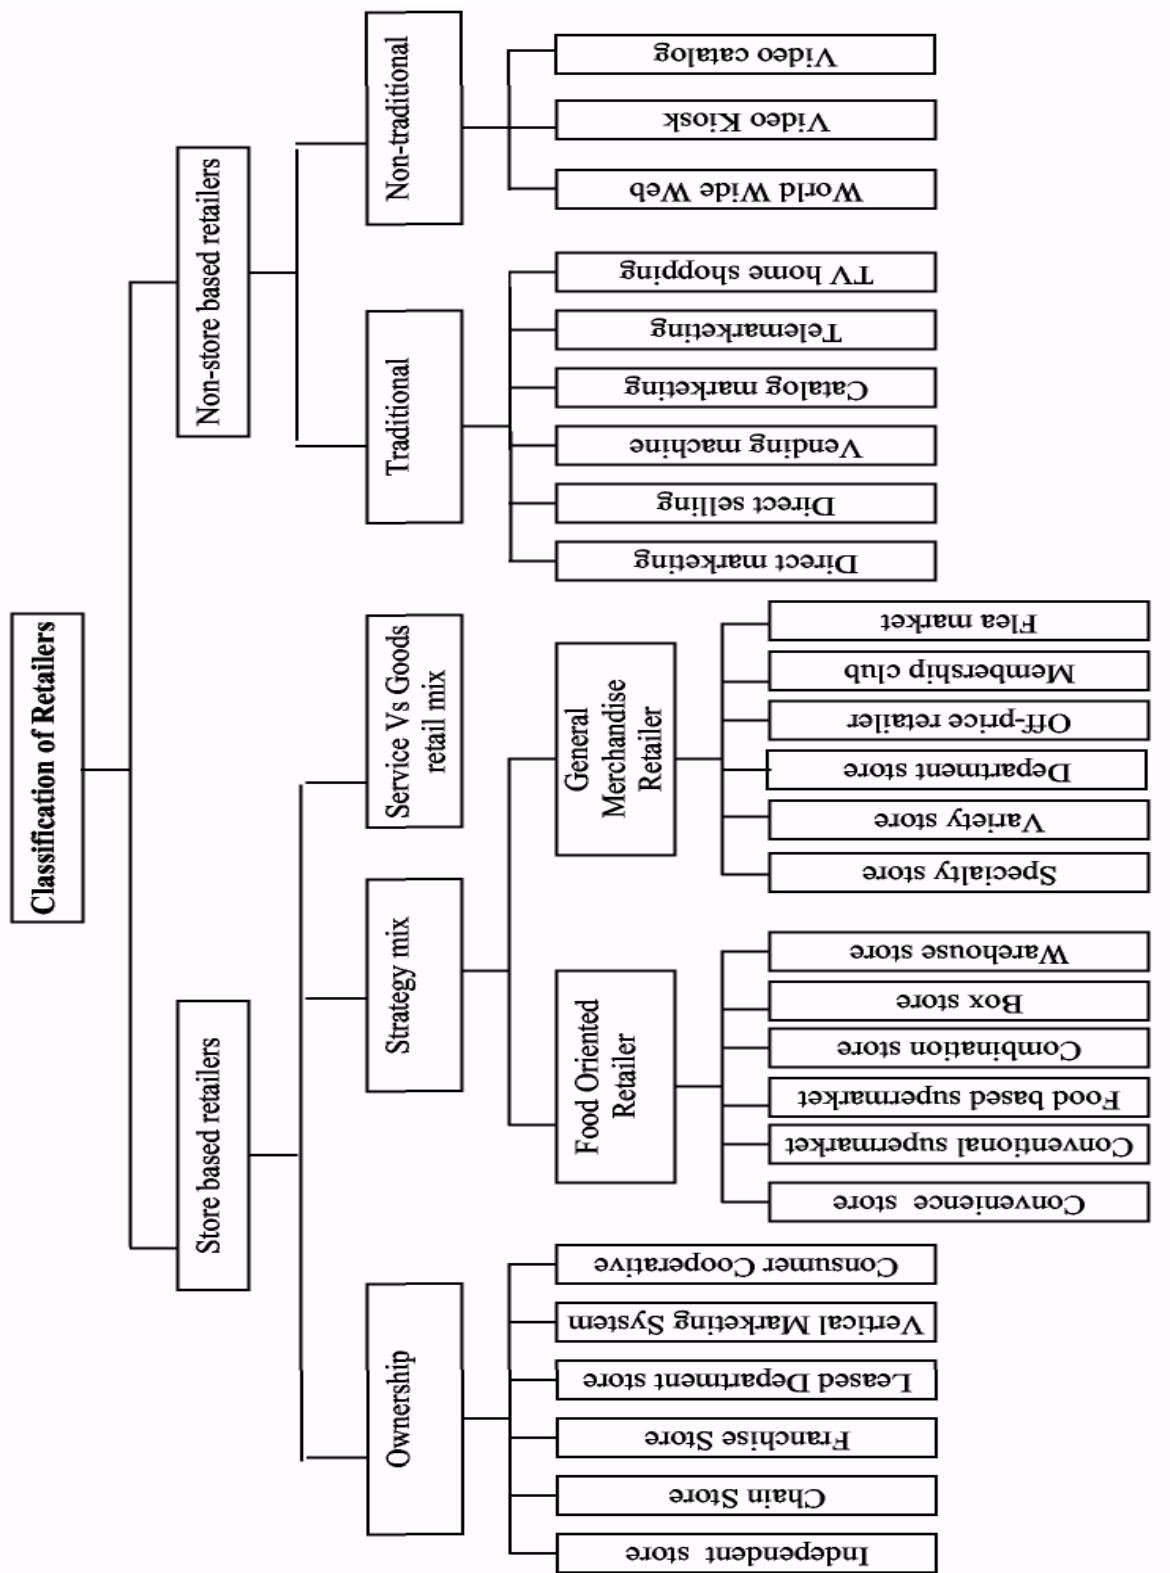 Classification of Retailers
Store based retailers
Non-store based retailers
Ownership
Strategy mix
Service Vs Goods
retail mix
Traditional
Non-traditional
Independent store
Chain Store
Franchise Store
Leased Department store
Vertical Marketing System
Consumer Cooperative
Food Oriented
Retailer
General
Merchandise
Retailer
Direct marketing
Direct selling
Vending machine
Catalog marketing
Telemarketing
TV home shopping
World Wide Web
Video Kiosk
Video catalog
Convenience store
Conventional supermarket
Food based supermarket
Combination store
Box store
Warehouse store
Specialty store
Variety store
Department store
Off-price retailer
Membership club
Flea market